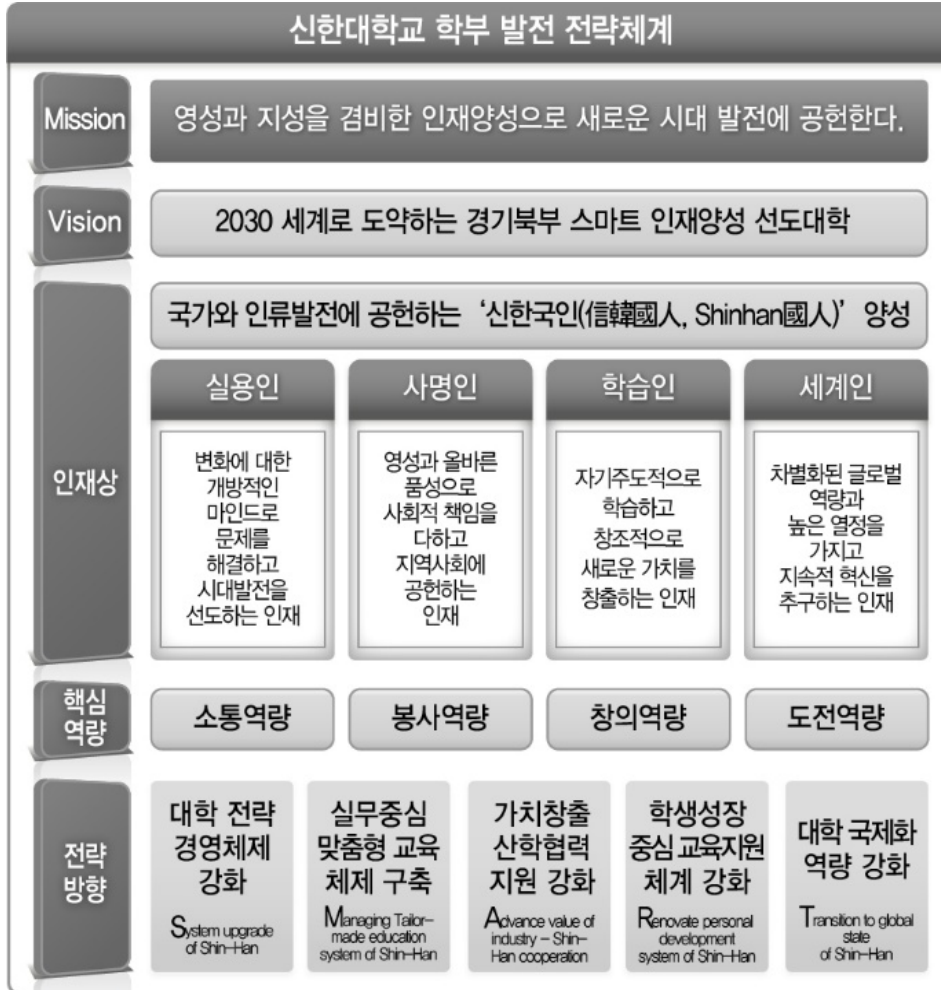 신한대학교 학부 발전 전략체계
Mission
영성과 지성을 겸비한 인재양성으로 새로운 시대 발전에 공헌한다.
Vision
2030 세계로 도약하는 경기북부 스마트 인재양성 선도대학
인재상
국가와 인류발전에 공헌하는 ‘신한국인(信韓國人, Shinhan國人)’ 양성
실용인
변화에 대한
개방적인
마인드로
문제를
해결하고
시대발전을
선도하는 인재
사명인
영성과 올바른
품성으로
사회적 책임을
다하고
지역사회에
공헌하는
인재
학습인
자기주도적으로
학습하고
창조적으로
새로운 가치를
창출하는 인재
세계인
차별화된 글로벌
역량과
높은 열정을
가지고
지속적 혁신을
추구하는 인재
핵심
역량
소통역량
봉사역량
창의역량
도전역량
전략
방향
대학 전략
경영체제
강화
System upgrade
of Shin-Han
실무중심
맞춤형 교육
체제 구축
Managing Tailor-
made education
system of Shin-Han
가치창출
산학협력
지원 강화
Advance value of
industry – Shin-
Han cooperation
학생성장
중심 교육지원
체계 강화
Renovate personal
development
system of Shin-Han
대학 국제화
역량 강화
Transition to global
state
of Shin-Han